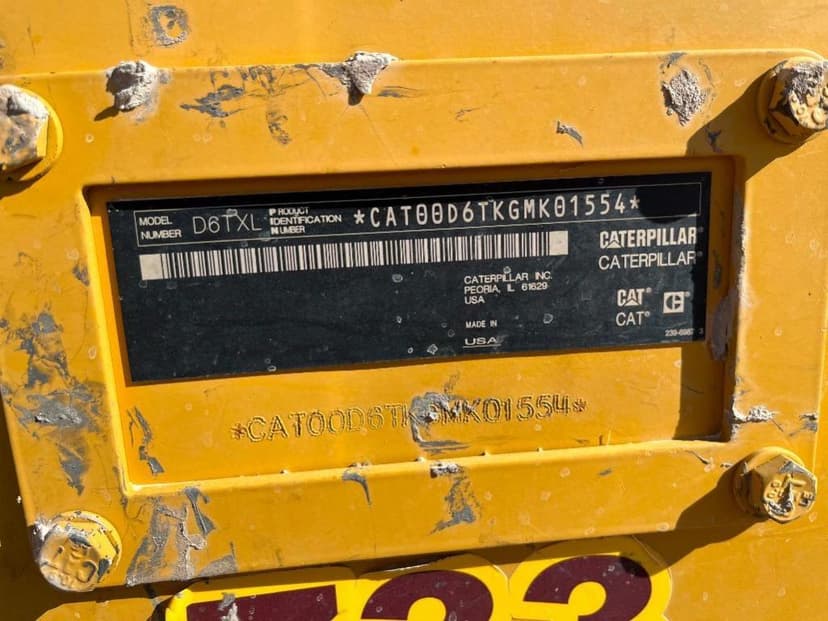 MODEL NUMBER D6TXL PRODUCT IDENTIFICATION NUMBER *CAT00D6TKGMK01554*
CATERPILLAR®
CATERPILLAR®
CATERPILLAR INC.
PEORIA, IL 61629
USA
CAT®
CAT®
MADE IN
USA
*CAT00D6TKGMK01554*